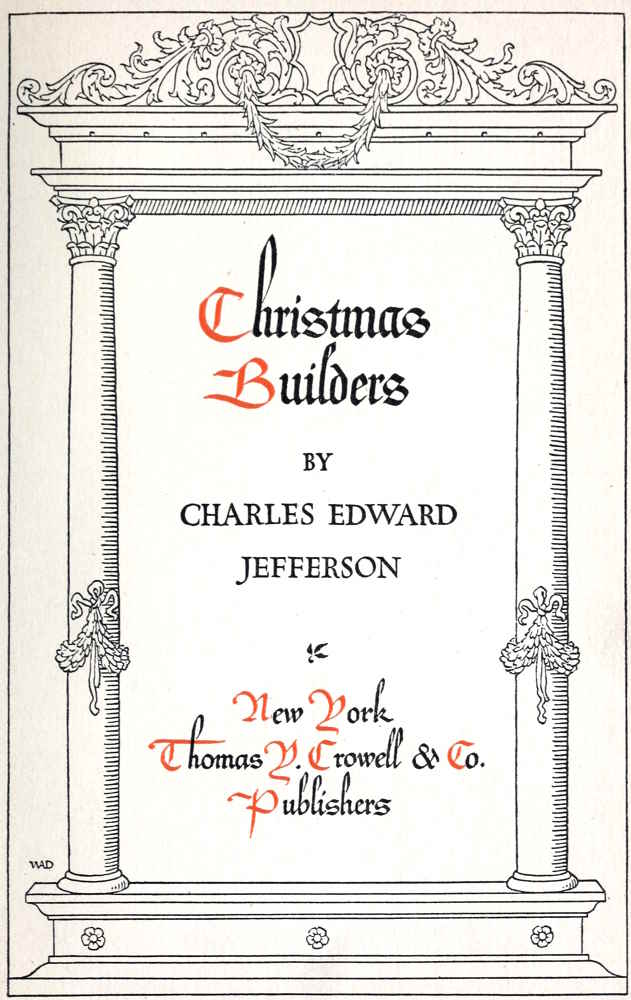 Christmas
Builders
BY
CHARLES EDWARD
JEFFERSON
New York
Thomas Y. Crowell & Co.
Publishers
WAD